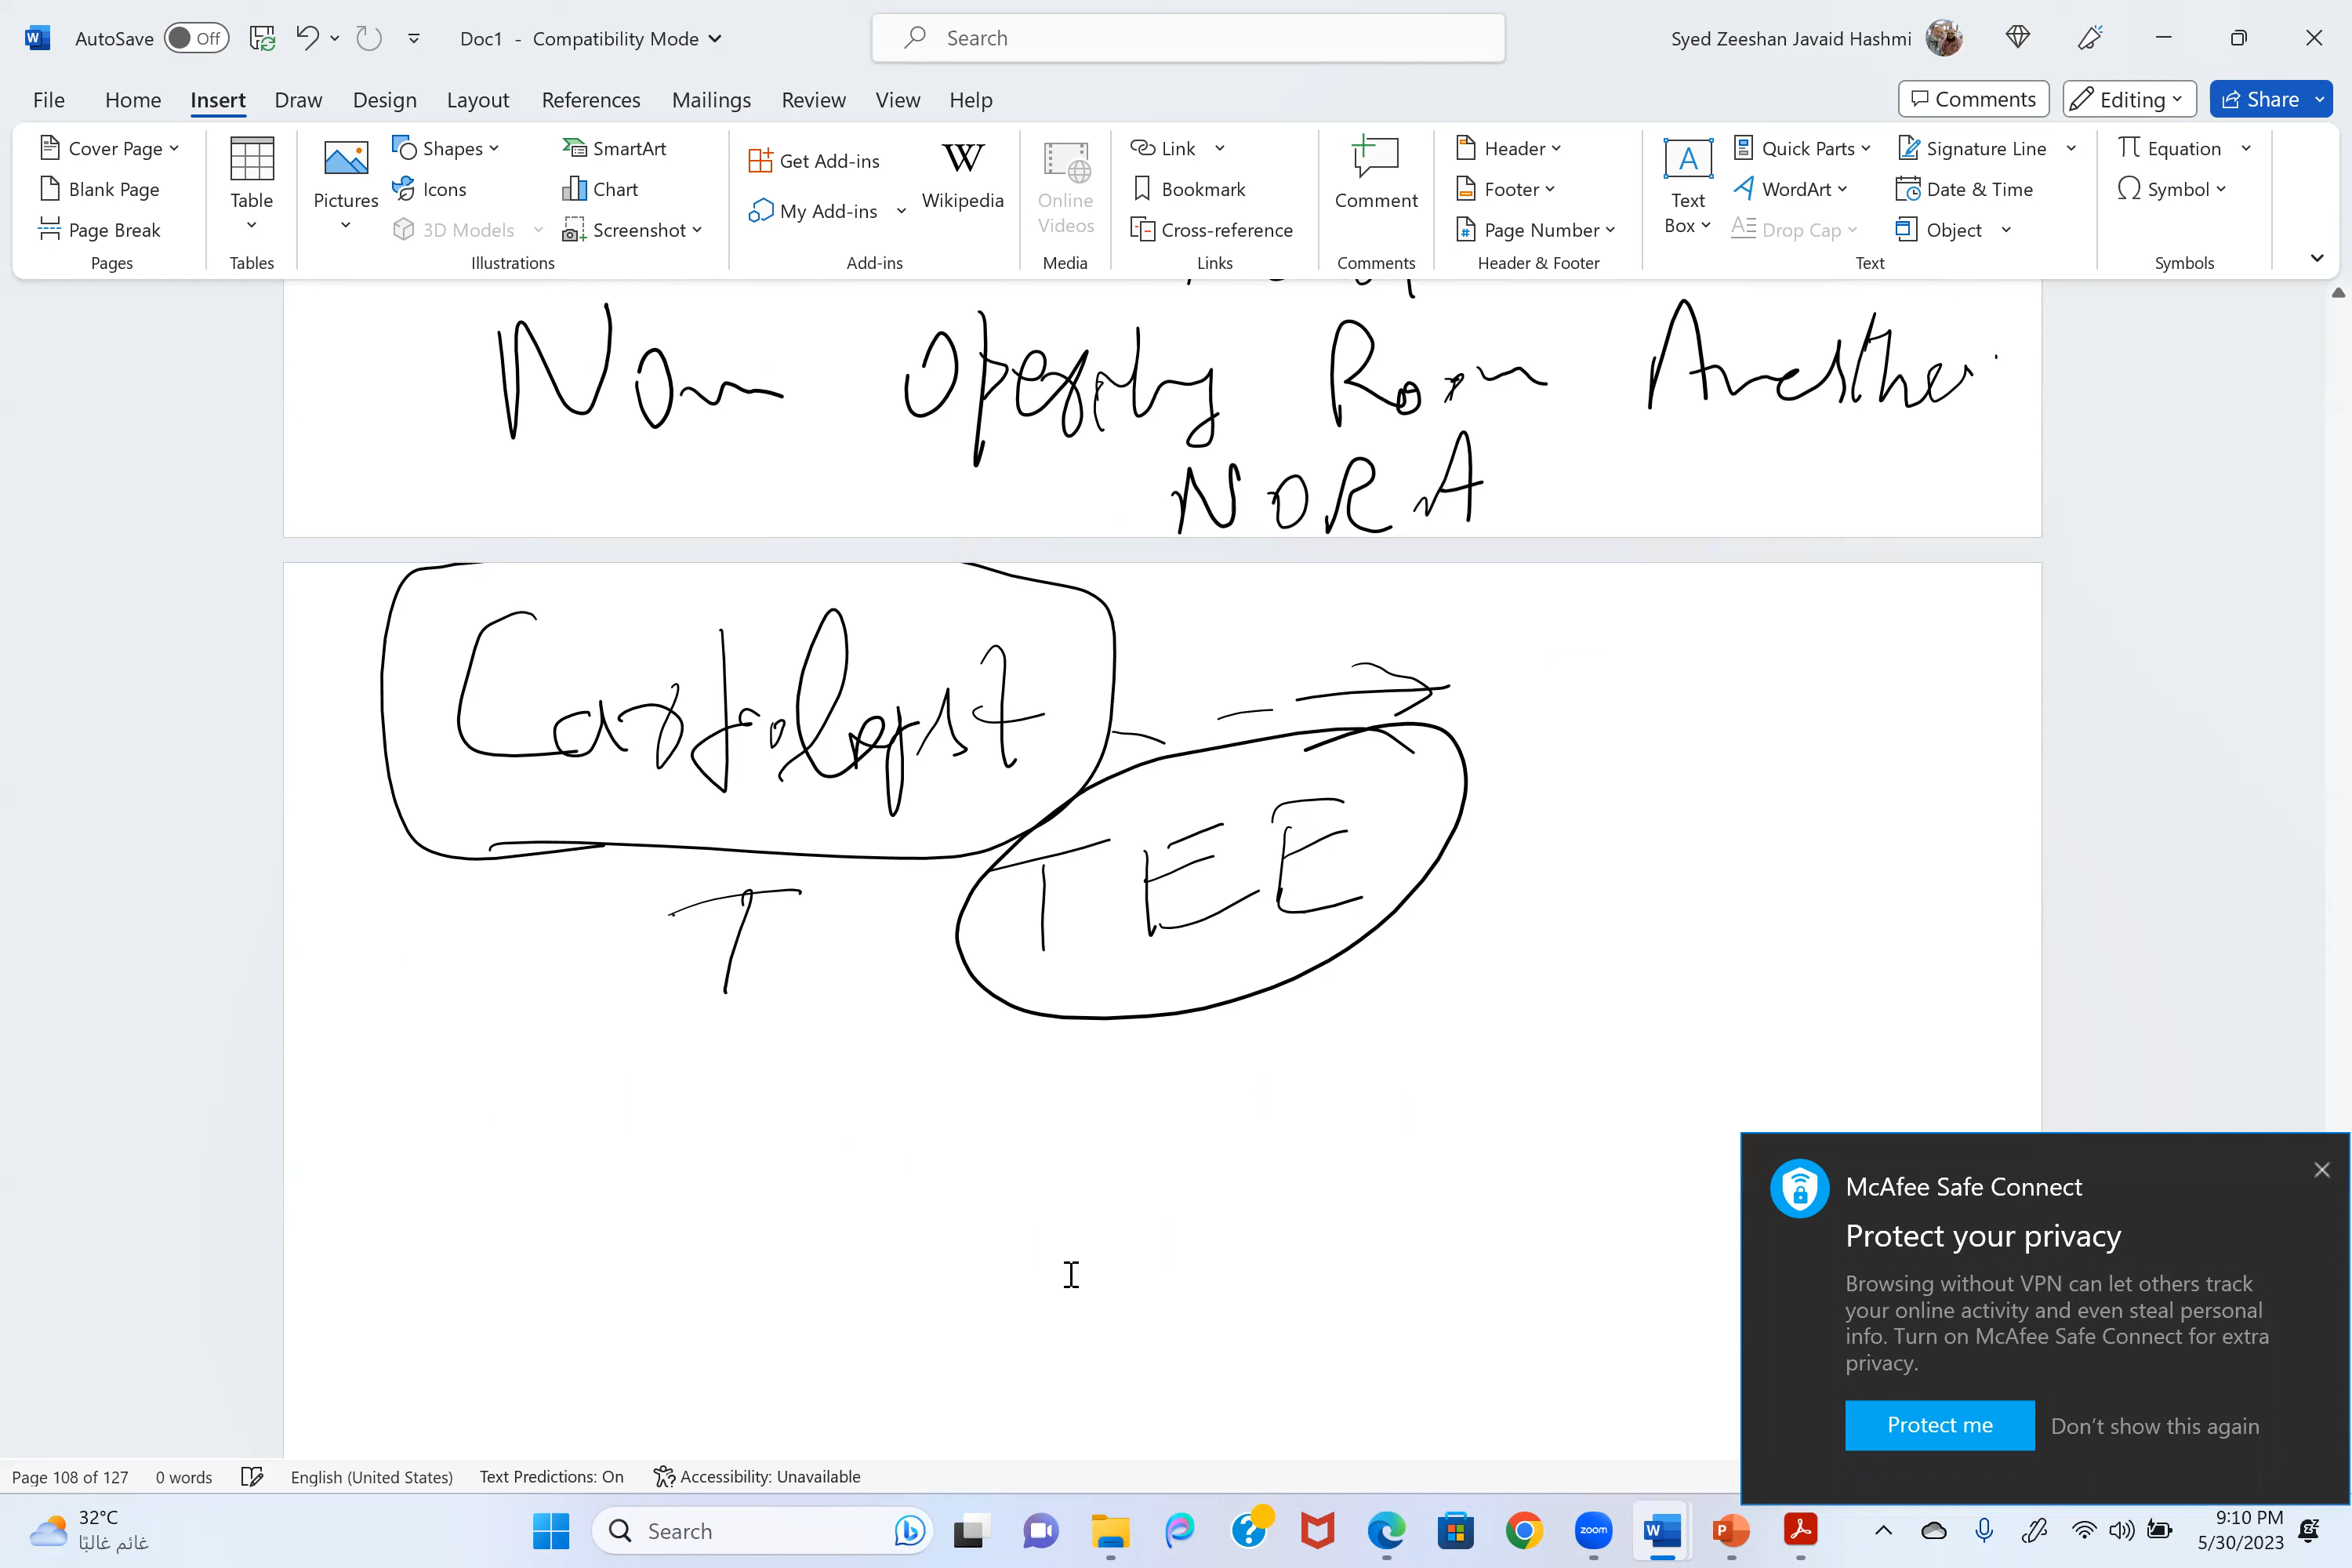 AutoSave Off Doc1 - Compatibility Mode Search Syed Zeeshan Javaid Hashmi
File Home Insert Draw Design Layout References Mailings Review View Help Comments Editing Share
Cover Page
Blank Page
Page Break
Pages
Table
Tables
Pictures
Shapes
Icons
3D Models
SmartArt
Chart
Screenshot
Illustrations
Get Add-ins
My Add-ins
Wikipedia
Add-ins
Online
Videos
Media
Link
Bookmark
Cross-reference
Links
Comment
Comments
Header
Footer
Page Number
Header & Footer
Text
Box
Quick Parts
WordArt
Drop Cap
Signature Line
Date & Time
Object
Text
Equation
Symbol
Symbols
Non Operating Room
NORA
Cardiologist
TEE
T
McAfee Safe Connect
Protect your privacy
Browsing without VPN can let others track
your online activity and even steal personal
info. Turn on McAfee Safe Connect for extra
privacy.
Protect me Don't show this again
Page 108 of 127 0 words English (United States) Text Predictions: On Accessibility: Unavailable
32°C
غائم غالبًا
Search
zoom
9:10 PM
5/30/2023